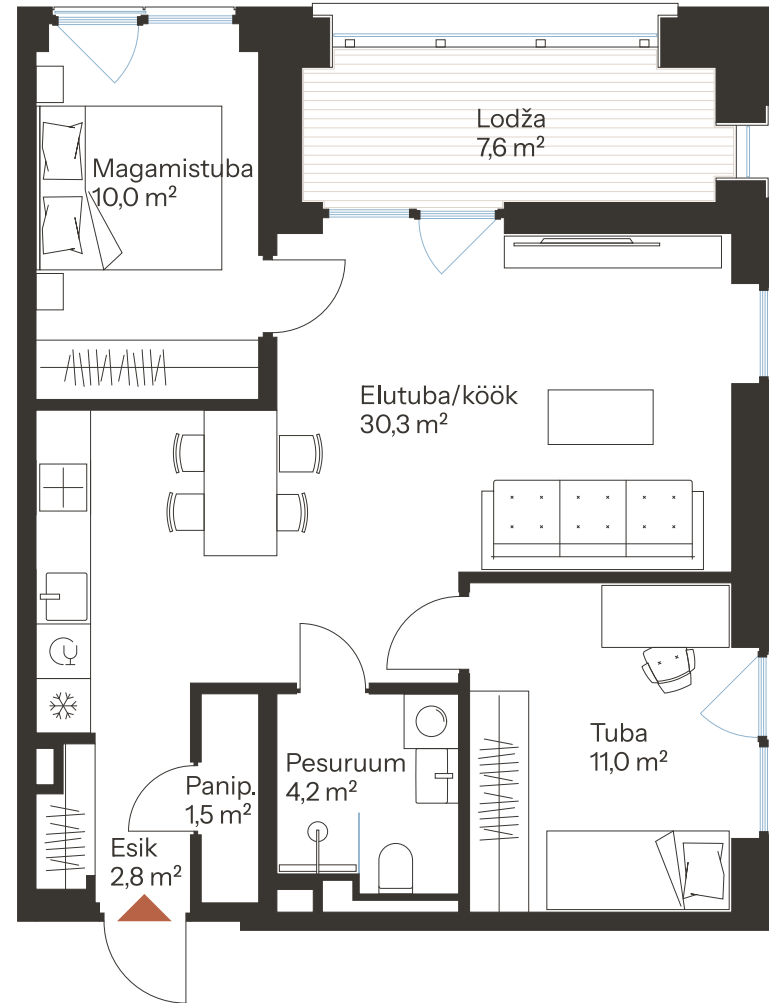 Lodža
7,6 m²
Magamistuba
10,0 m²
Elutuba/köök
30,3 m²
Tuba
11,0 m²
Pesuruum
4,2 m²
Panip.
1,5 m²
Esik
2,8 m²